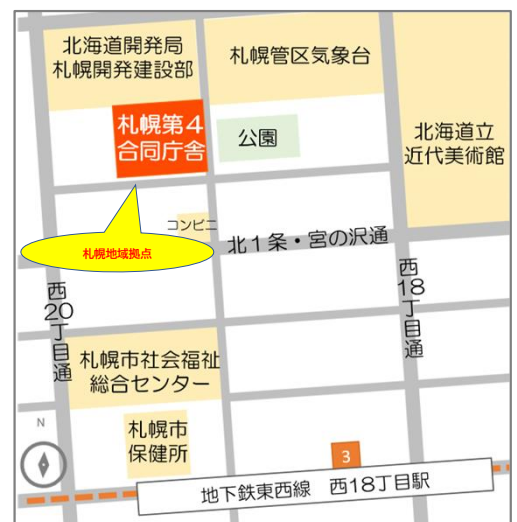 北海道開発局
札幌開発建設部
札幌管区気象台
札幌第4
合同庁舎
公園
北海道立
近代美術館
コンビニ
札幌地域拠点
北1条・宮の沢通
西20丁目通
西18丁目通
札幌市社会福祉
総合センター
札幌市
保健所
N
3
地下鉄東西線 西18丁目駅